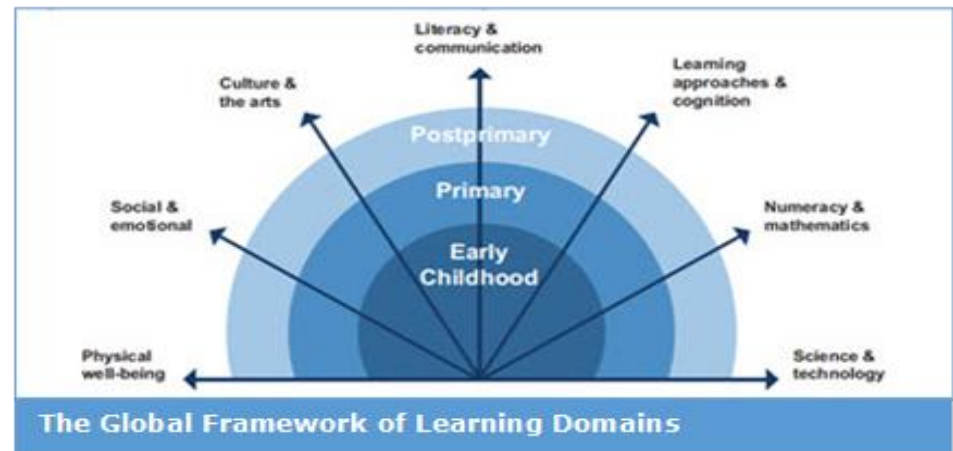 Literacy &
communication
Culture &
the arts
Learning
approaches &
cognition
Postprimary
Primary
Social &
emotional
Numeracy &
mathematics
Early
Childhood
Physical
well-being
Science &
technology
The Global Framework of Learning Domains